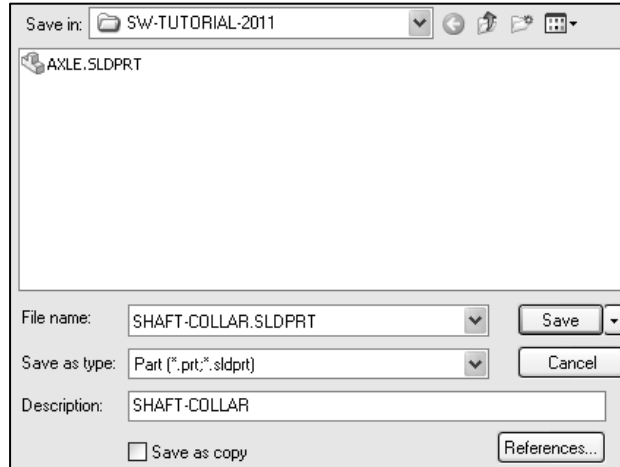 Save in: SW-TUTORIAL-2011
AXLE.SLDPRT
File name: SHAFT-COLLAR.SLDPRT Save
Save as type: Part (*.prt;*.sldprt) Cancel
Description: SHAFT-COLLAR
Save as copy References...